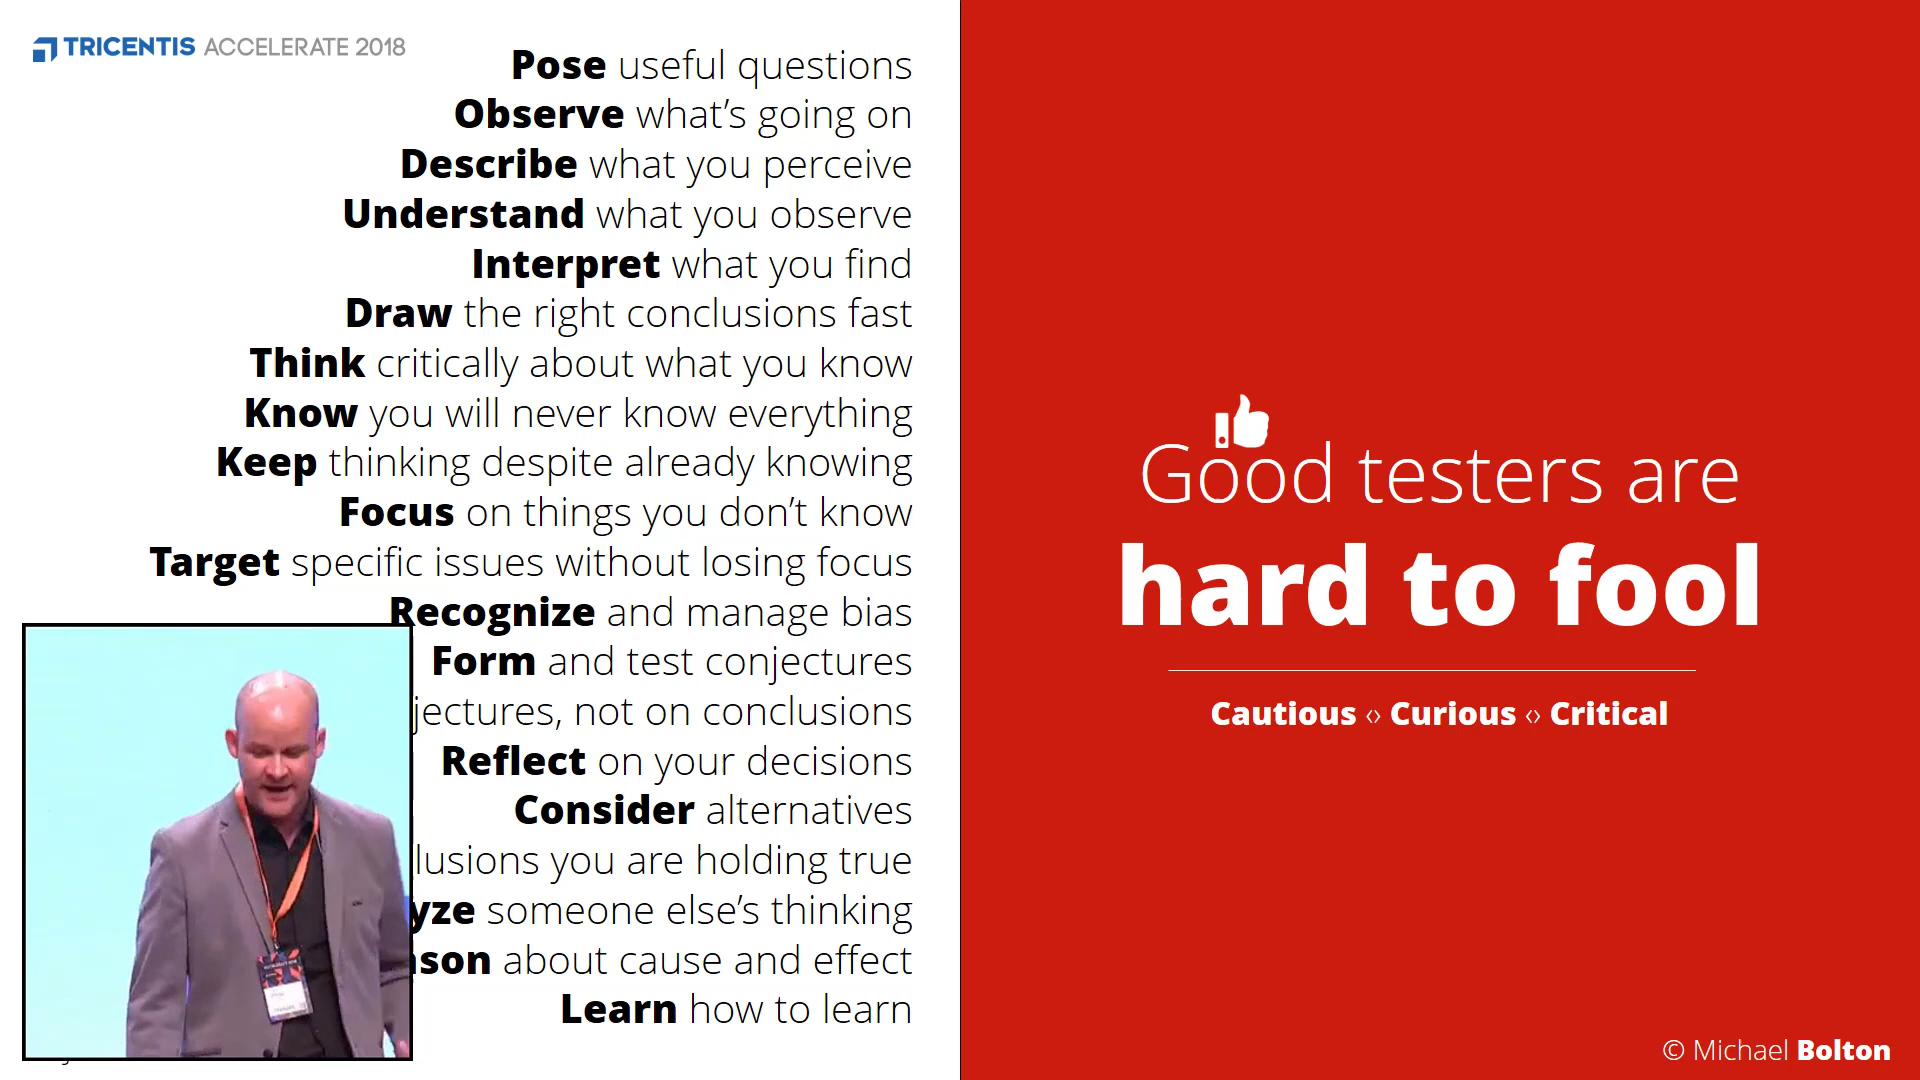 TRICENTIS ACCELERATE 2018
Pose useful questions
Observe what's going on
Describe what you perceive
Understand what you observe
Interpret what you find
Draw the right conclusions fast
Think critically about what you know
Know you will never know everything
Keep thinking despite already knowing
Focus on things you don't know
Target specific issues without losing focus
Recognize and manage bias
Form and test conjectures
jectures, not on conclusions
Reflect on your decisions
Consider alternatives
lusions you are holding true
yze someone else's thinking
ason about cause and effect
Learn how to learn
Good testers are
hard to fool
Cautious ‹› Curious ‹› Critical
© Michael Bolton